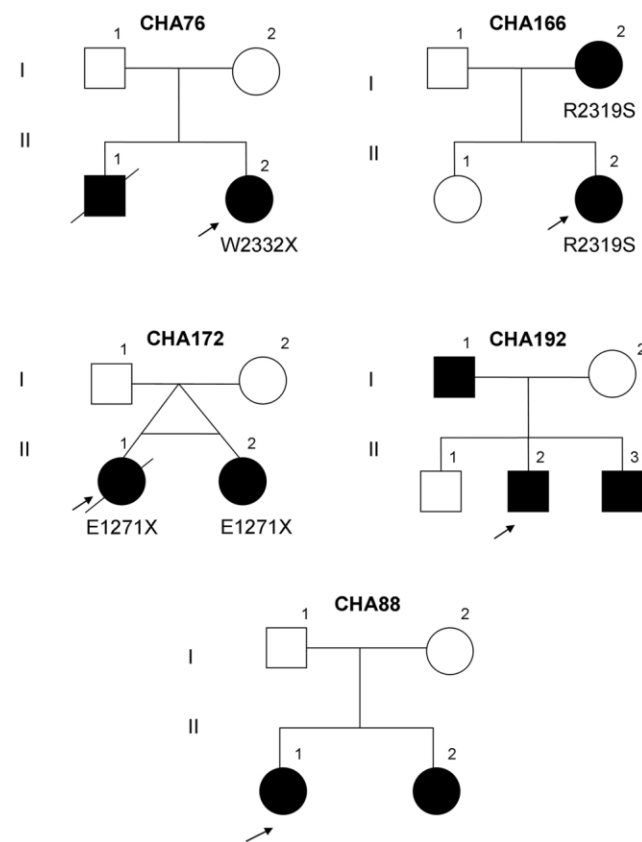 CHA76
1 2
I
II
1 2
W2332X
CHA166
1 2
I
R2319S
II
1 2
R2319S
CHA172
1 2
I
II
1 2
E1271X E1271X
CHA192
1 2
I
II
1 2 3
CHA88
1 2
I
II
1 2